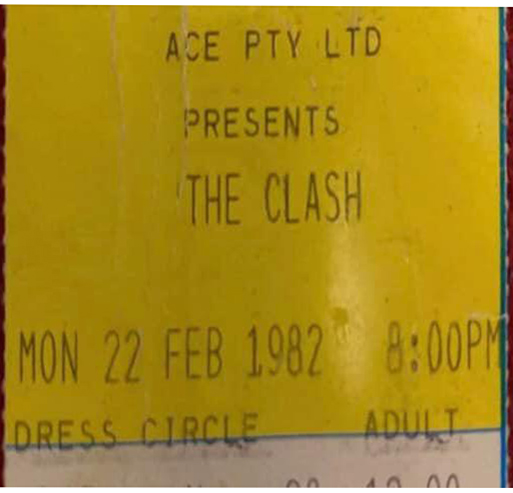 ACE PTY LTD
PRESENTS
THE CLASH
MON 22 FEB 1982 8:00PM
DRESS CIRCLE ADULT